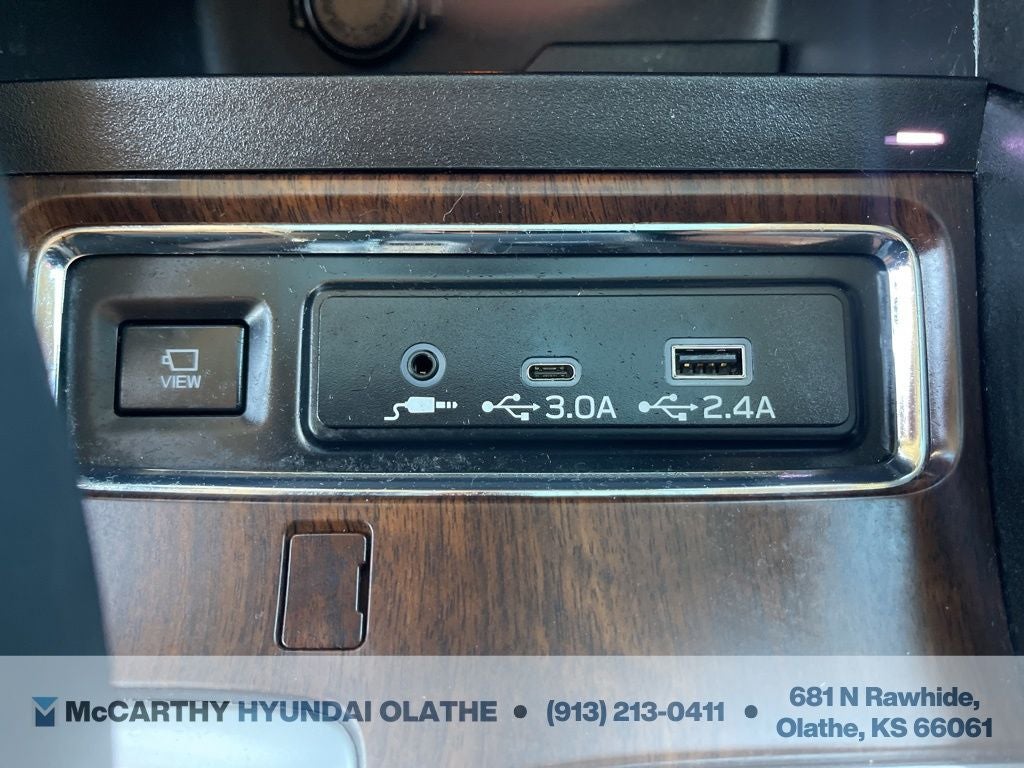 VIEW
3.0A
2.4A
McCARTHY HYUNDAI OLATHE • (913) 213-0411 • 681 N Rawhide,
Olathe, KS 66061